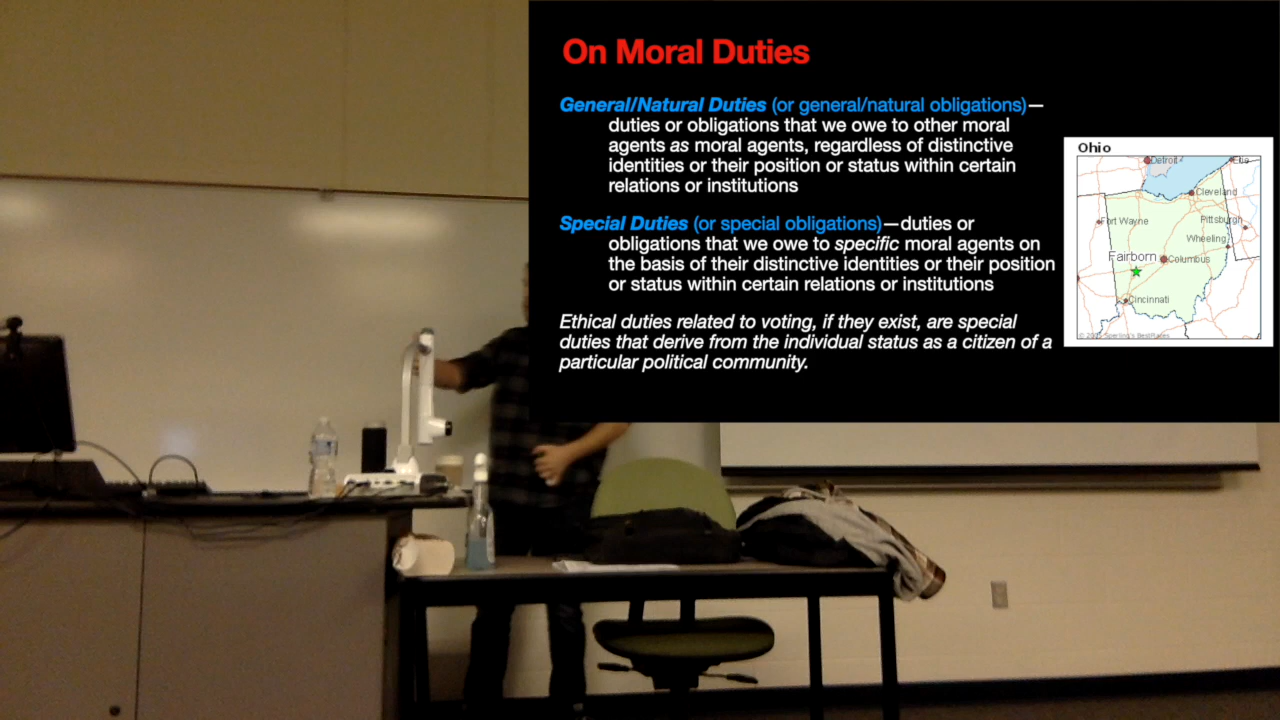 On Moral Duties
General/Natural Duties (or general/natural obligations)—
duties or obligations that we owe to other moral
agents as moral agents, regardless of distinctive
identities or their position or status within certain
relations or institutions
Special Duties (or special obligations)—duties or
obligations that we owe to specific moral agents on
the basis of their distinctive identities or their position
or status within certain relations or institutions
Ethical duties related to voting, if they exist, are special
duties that derive from the individual status as a citizen of a
particular political community.
Ohio
Detroit
Erie
Cleveland
Fort Wayne
Pittsburgh
Wheeling
Fairborn
Columbus
Cincinnati
Sperling's BestPlaces